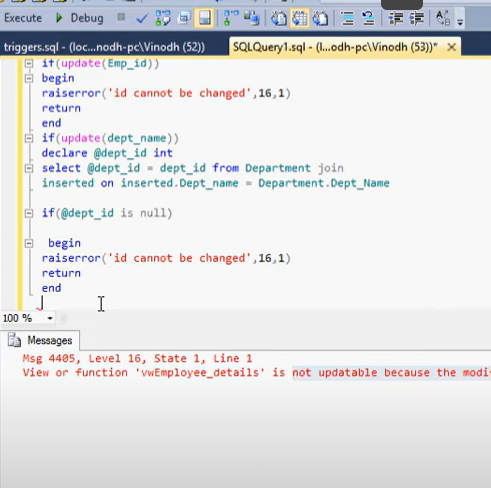 Execute Debug
triggers.sql - (loc...nodh-pc\Vinodh (52)) SQLQuery1.sql - (l...odh-pc\Vinodh (53))*
if(update(Emp_id))
begin
raiserror('id cannot be changed',16,1)
return
end
if(update(dept_name))
declare @dept_id int
select @dept_id = dept_id from Department join
inserted on inserted.Dept_name = Department.Dept_Name
if(@dept_id is null)
begin
raiserror('id cannot be changed',16,1)
return
end
100 %
Messages
Msg 4405, Level 16, State 1, Line 1
View or function 'vwEmployee_details' is not updatable because the modi